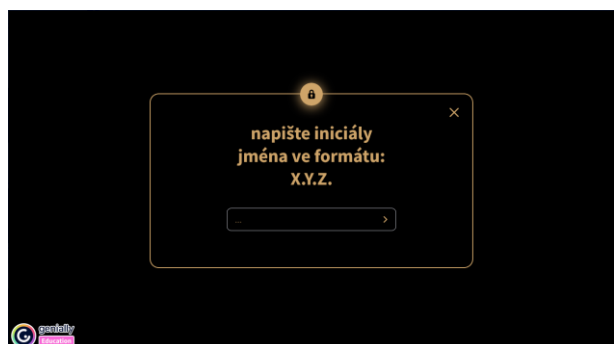 napište iniciály
jména ve formátu:
X.Y.Z.
...
genially
Education